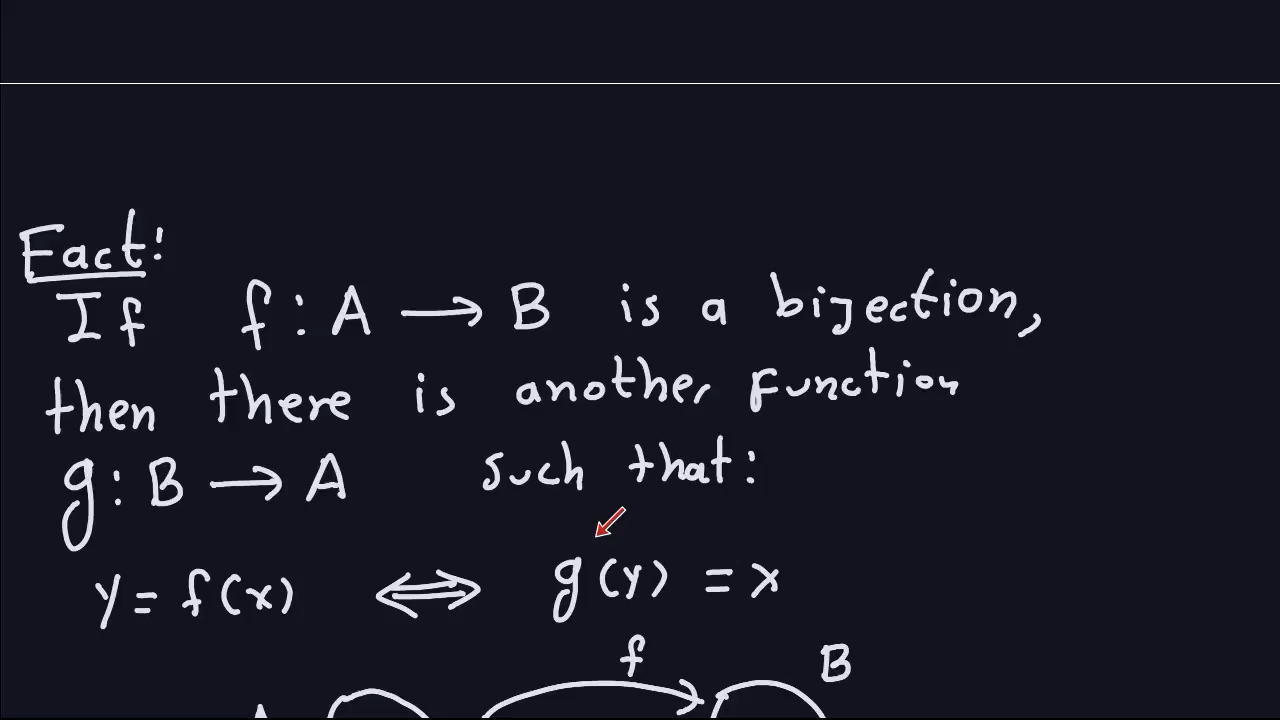 Fact:
If f : A → B is a bijection,
then there is another function
g : B → A such that:
y = f(x) ⟺ g(y) = x
f B
A